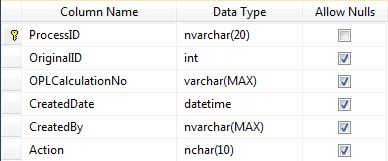 Column Name Data Type Allow Nulls
ProcessID nvarchar(20)
OriginalID int
OPLCalculationNo varchar(MAX)
CreatedDate datetime
CreatedBy nvarchar(MAX)
Action nchar(10)